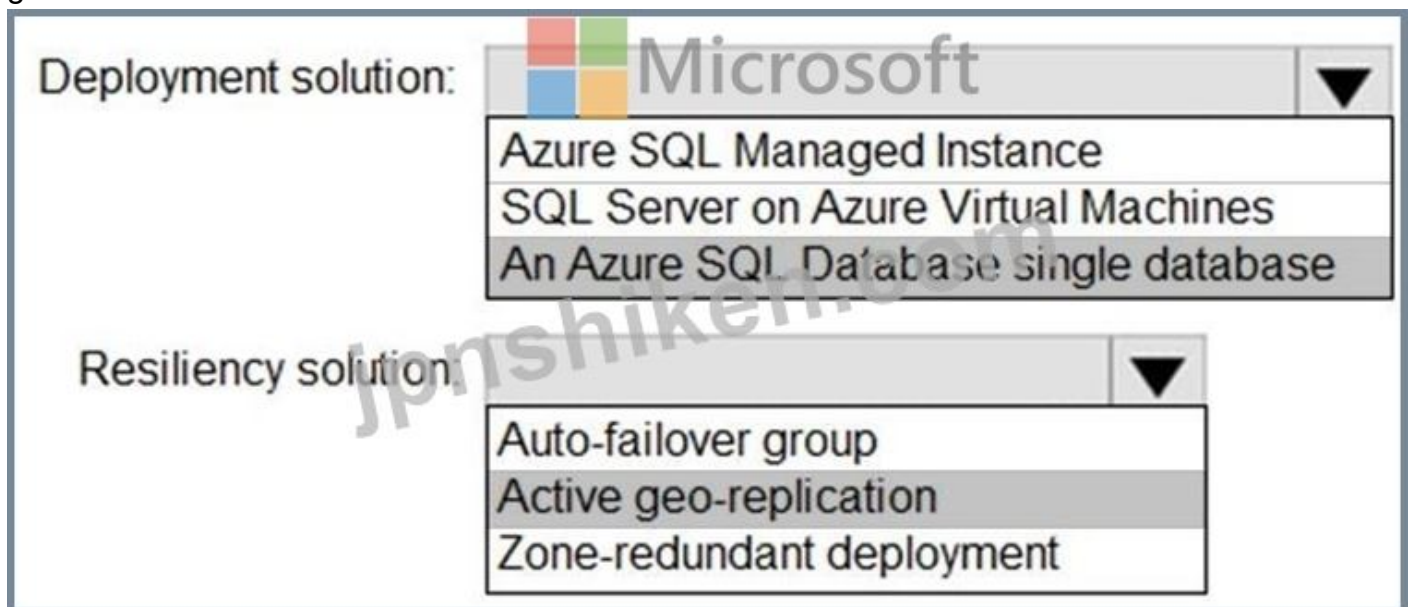 Deployment solution:
Microsoft
Azure SQL Managed Instance
SQL Server on Azure Virtual Machines
An Azure SQL Database single database
jpnshiken.com
Resiliency solution:
Auto-failover group
Active geo-replication
Zone-redundant deployment